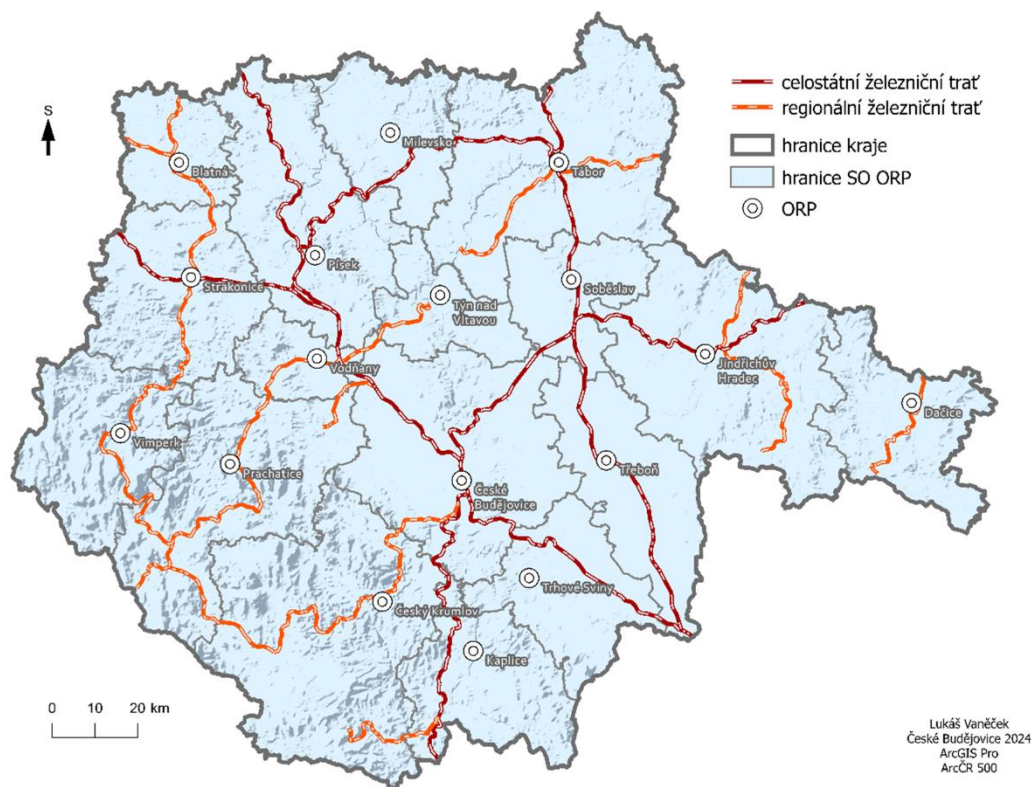 celostátní železniční trať
regionální železniční trať
hranice kraje
hranice SO ORP
ORP
S
Milevsko
Blatná
Tábor
Písek
Strakonice
Soběslav
Týn nad
Vltavou
Vodňany
Jindřichův
Hradec
Dačice
Vimperk
Prachatice
Třeboň
České
Budějovice
Trhové Sviny
Český Krumlov
Kaplice
0 10 20 km
Lukáš Vaněček
České Budějovice 2024
ArcGIS Pro
ArcČR 500